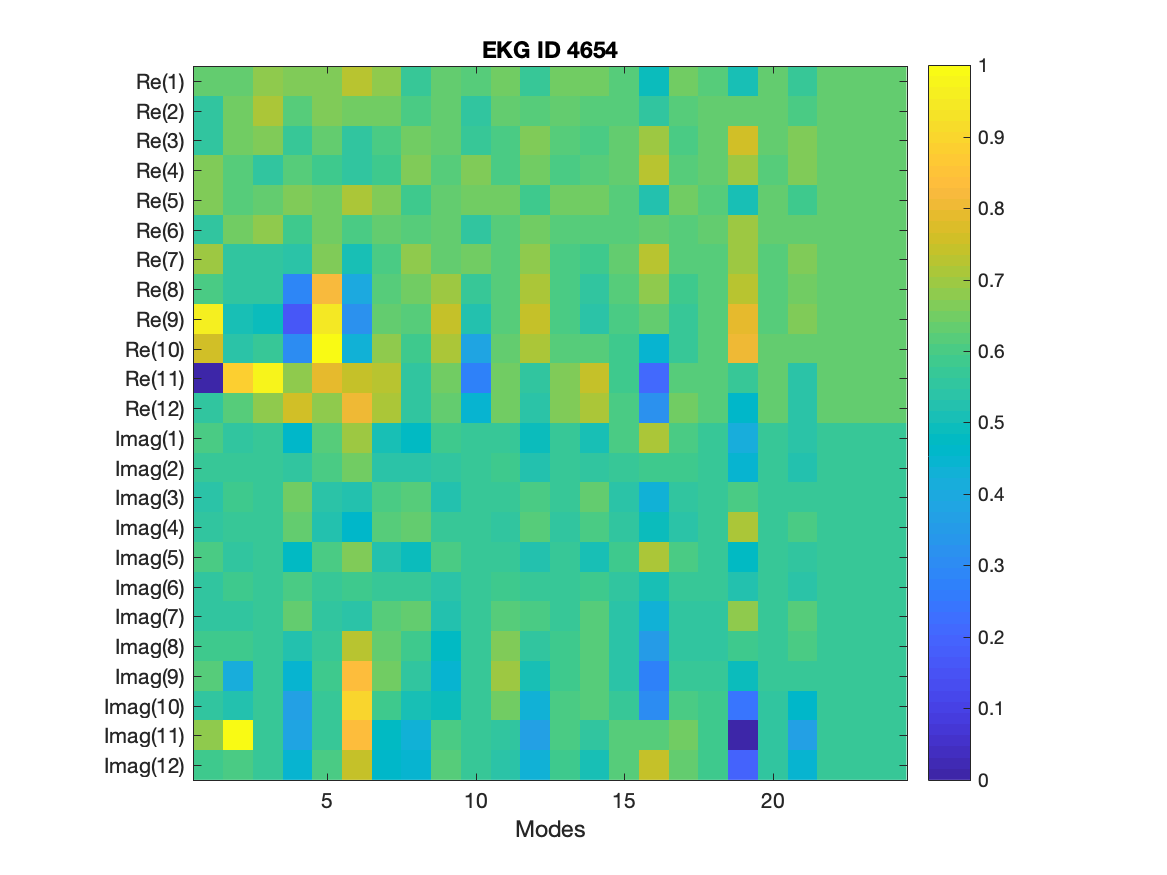 EKG ID 4654
Re(1)
Re(2)
Re(3)
Re(4)
Re(5)
Re(6)
Re(7)
Re(8)
Re(9)
Re(10)
Re(11)
Re(12)
Imag(1)
Imag(2)
Imag(3)
Imag(4)
Imag(5)
Imag(6)
Imag(7)
Imag(8)
Imag(9)
Imag(10)
Imag(11)
Imag(12)
5 10 15 20
Modes
1
0.9
0.8
0.7
0.6
0.5
0.4
0.3
0.2
0.1
0